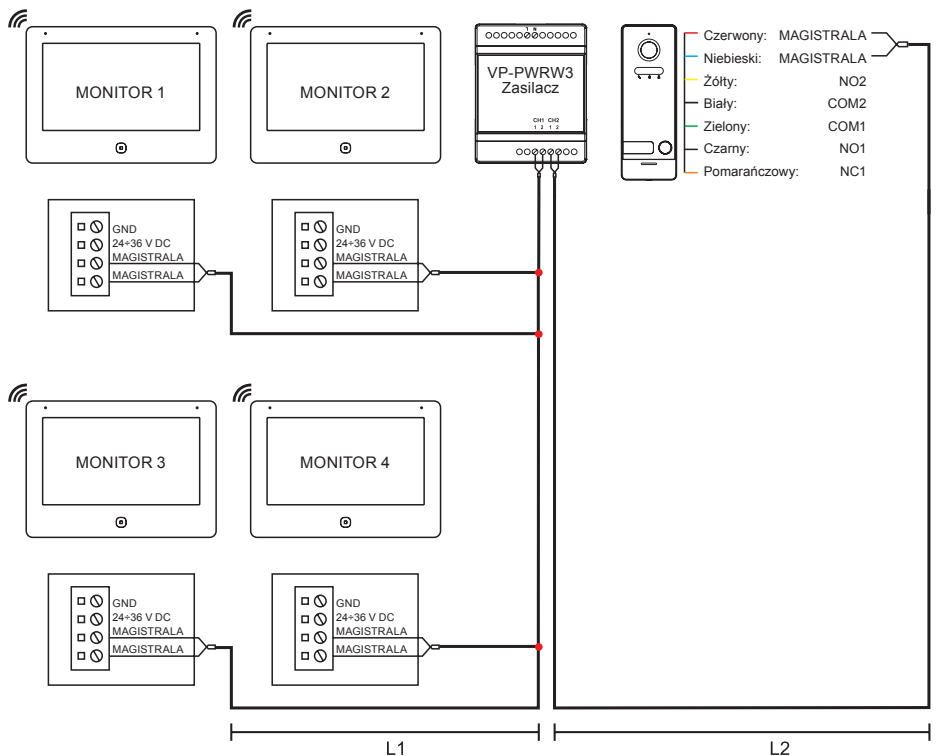 MONITOR 1
MONITOR 2
1 N
VP-PWRW3
Zasilacz
CH1 CH2
1 2 1 2
Czerwony: MAGISTRALA
Niebieski: MAGISTRALA
Żółty: NO2
Biały: COM2
Zielony: COM1
Czarny: NO1
Pomarańczowy: NC1
GND
24÷36 V DC
MAGISTRALA
MAGISTRALA
GND
24÷36 V DC
MAGISTRALA
MAGISTRALA
MONITOR 3
MONITOR 4
GND
24÷36 V DC
MAGISTRALA
MAGISTRALA
GND
24÷36 V DC
MAGISTRALA
MAGISTRALA
L1
L2